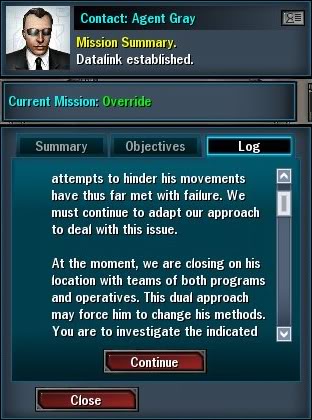 Contact: Agent Gray
Mission Summary.
Datalink established.
Current Mission: Override
Summary
Objectives
Log
attempts to hinder his movements
have thus far met with failure. We
must continue to adapt our approach
to deal with this issue.
At the moment, we are closing on his
location with teams of both programs
and operatives. This dual approach
may force him to change his methods.
You are to investigate the indicated
Continue
Close